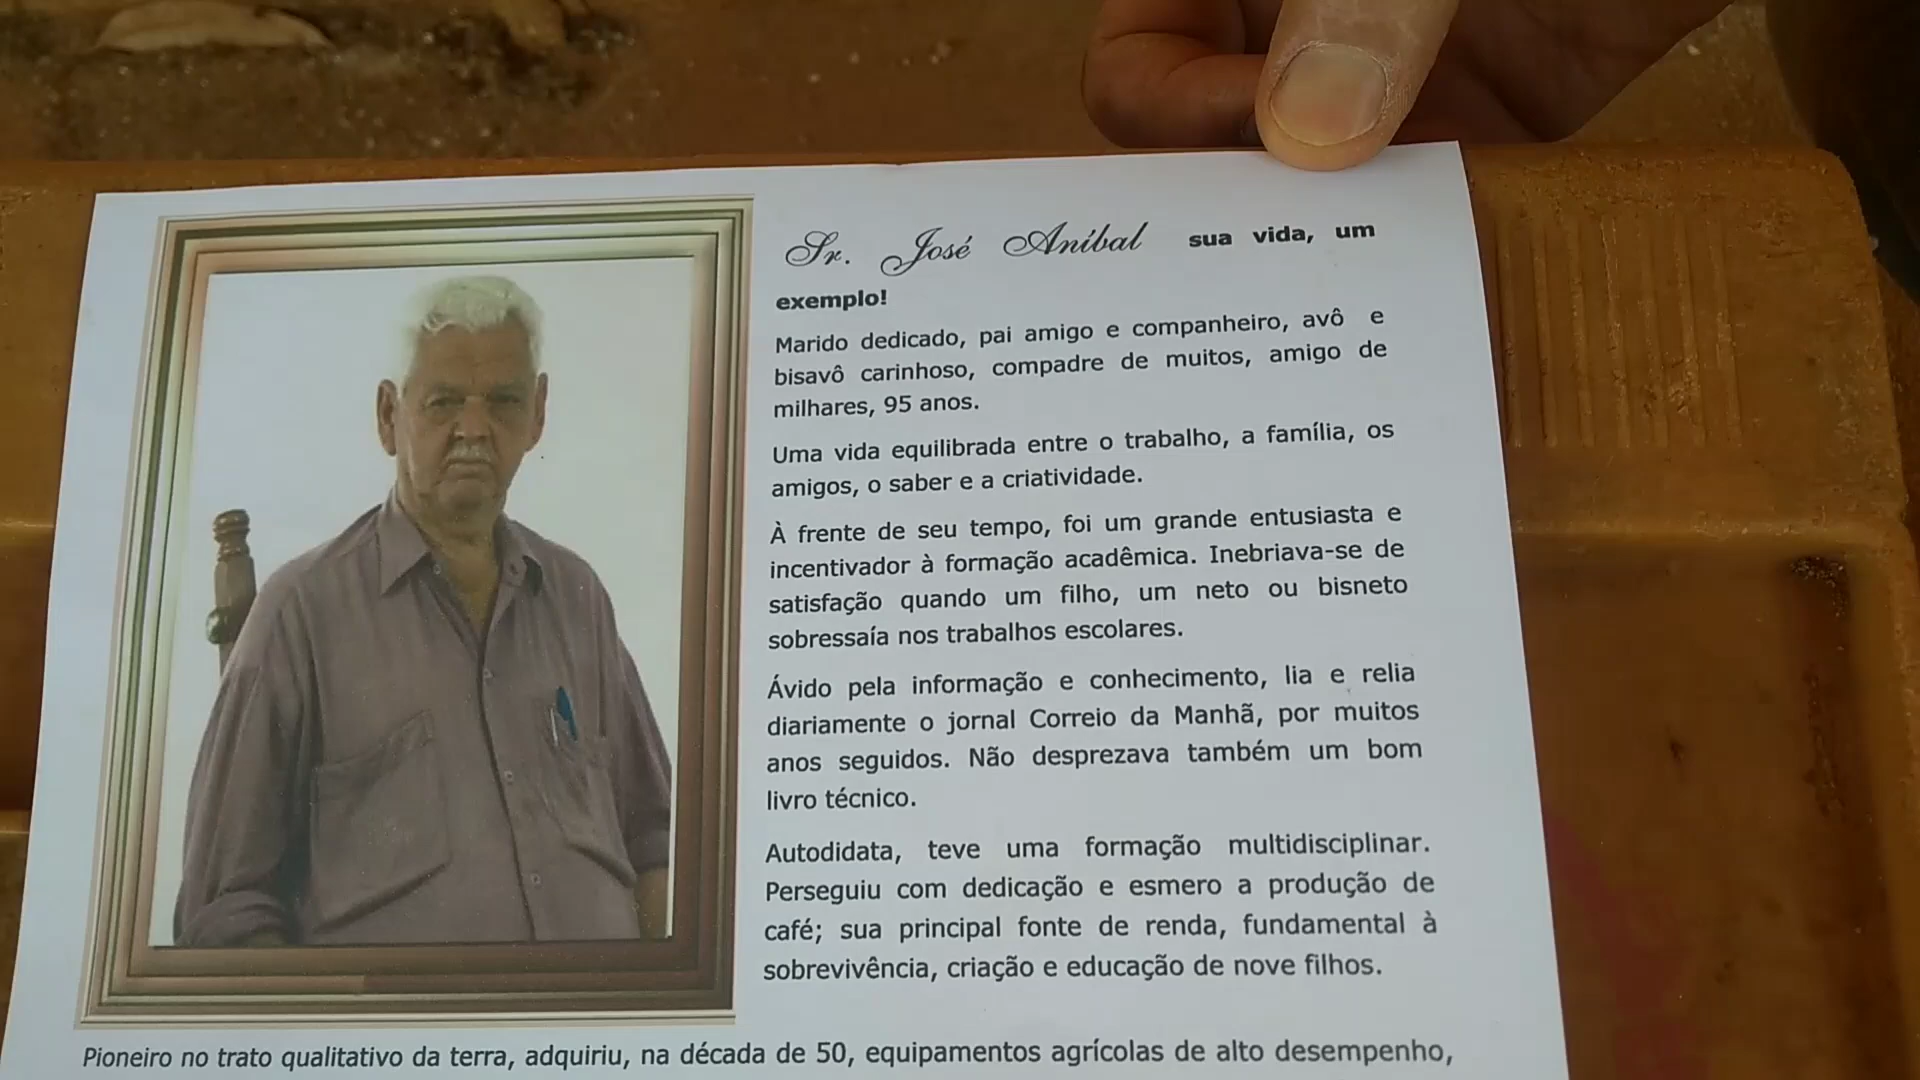 Sr. José Aníbal sua vida, um
exemplo!
Marido dedicado, pai amigo e companheiro, avô e
bisavô carinhoso, compadre de muitos, amigo de
milhares, 95 anos.
Uma vida equilibrada entre o trabalho, a família, os
amigos, o saber e a criatividade.
À frente de seu tempo, foi um grande entusiasta e
incentivador à formação acadêmica. Inebriava-se de
satisfação quando um filho, um neto ou bisneto
sobressaía nos trabalhos escolares.
Ávido pela informação e conhecimento, lia e relia
diariamente o jornal Correio da Manhã, por muitos
anos seguidos. Não desprezava também um bom
livro técnico.
Autodidata, teve uma formação multidisciplinar.
Perseguiu com dedicação e esmero a produção de
café; sua principal fonte de renda, fundamental à
sobrevivência, criação e educação de nove filhos.
Pioneiro no trato qualitativo da terra, adquiriu, na década de 50, equipamentos agrícolas de alto desempenho,